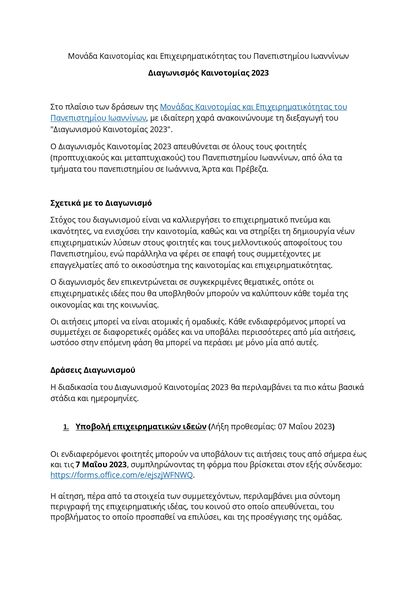 Μονάδα Καινοτομίας και Επιχειρηματικότητας του Πανεπιστημίου Ιωαννίνων
Διαγωνισμός Καινοτομίας 2023
Στο πλαίσιο των δράσεων της Μονάδας Καινοτομίας και Επιχειρηματικότητας του
Πανεπιστημίου Ιωαννίνων, με ιδιαίτερη χαρά ανακοινώνουμε τη διεξαγωγή του
"Διαγωνισμού Καινοτομίας 2023".
Ο Διαγωνισμός Καινοτομίας 2023 απευθύνεται σε όλους τους φοιτητές
(προπτυχιακούς και μεταπτυχιακούς) του Πανεπιστημίου Ιωαννίνων, από όλα τα
τμήματα του πανεπιστημίου σε Ιωάννινα, Άρτα και Πρέβεζα.
Σχετικά με το Διαγωνισμό
Στόχος του διαγωνισμού είναι να καλλιεργήσει το επιχειρηματικό πνεύμα και
ικανότητες, να ενισχύσει την καινοτομία, καθώς και να στηρίξει τη δημιουργία νέων
επιχειρηματικών λύσεων στους φοιτητές και τους μελλοντικούς αποφοίτους του
Πανεπιστημίου, ενώ παράλληλα να φέρει σε επαφή τους συμμετέχοντες με
επαγγελματίες από το οικοσύστημα της καινοτομίας και επιχειρηματικότητας.
Ο διαγωνισμός δεν επικεντρώνεται σε συγκεκριμένες θεματικές, οπότε οι
επιχειρηματικές ιδέες που θα υποβληθούν μπορούν να καλύπτουν κάθε τομέα της
οικονομίας και της κοινωνίας.
Οι αιτήσεις μπορεί να είναι ατομικές ή ομαδικές. Κάθε ενδιαφερόμενος μπορεί να
συμμετέχει σε διαφορετικές ομάδες και να υποβάλει περισσότερες από μία αιτήσεις,
ωστόσο στην επόμενη φάση θα μπορεί να περάσει με μόνο μία από αυτές.
Δράσεις Διαγωνισμού
Η διαδικασία του Διαγωνισμού Καινοτομίας 2023 θα περιλαμβάνει τα πιο κάτω βασικά
στάδια και ημερομηνίες.
1. Υποβολή επιχειρηματικών ιδεών (Λήξη προθεσμίας: 07 Μαΐου 2023)
Οι ενδιαφερόμενοι φοιτητές μπορούν να υποβάλουν τις αιτήσεις τους από σήμερα έως
και τις 7 Μαΐου 2023, συμπληρώνοντας τη φόρμα που βρίσκεται στον εξής σύνδεσμο:
https://forms.office.com/e/ejszjWFNWQ.
Η αίτηση, πέρα από τα στοιχεία των συμμετεχόντων, περιλαμβάνει μια σύντομη
περιγραφή της επιχειρηματικής ιδέας, του κοινού στο οποίο απευθύνεται, του
προβλήματος το οποίο προσπαθεί να επιλύσει, και της προσέγγισης της ομάδας.